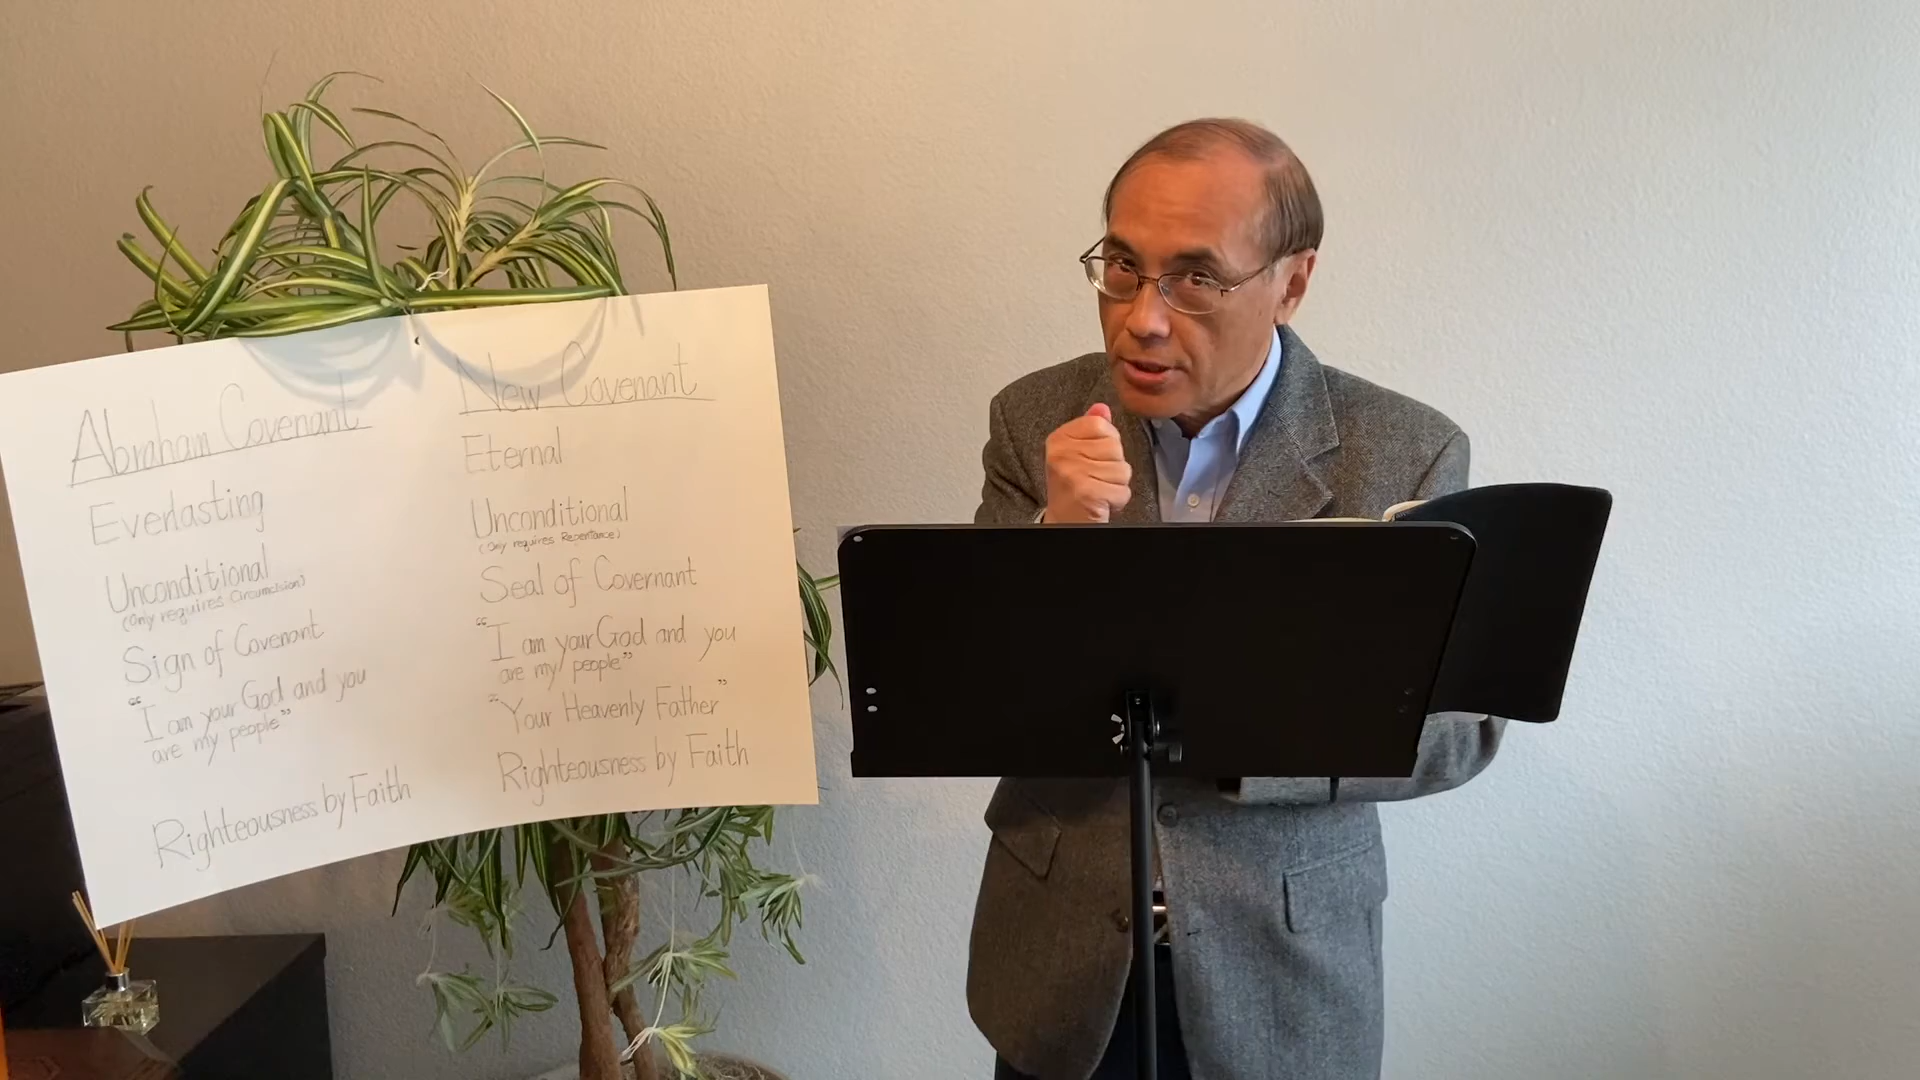 Abraham Covenant
Everlasting
Unconditional
(Only requires Circumcision)
Sign of Covenant
"I am your God and you
are my people"
Righteousness by Faith
New Covenant
Eternal
Unconditional
(Only requires Repentance)
Seal of Covernant
"I am your God and you
are my people"
"Your Heavenly Father"
Righteousness by Faith